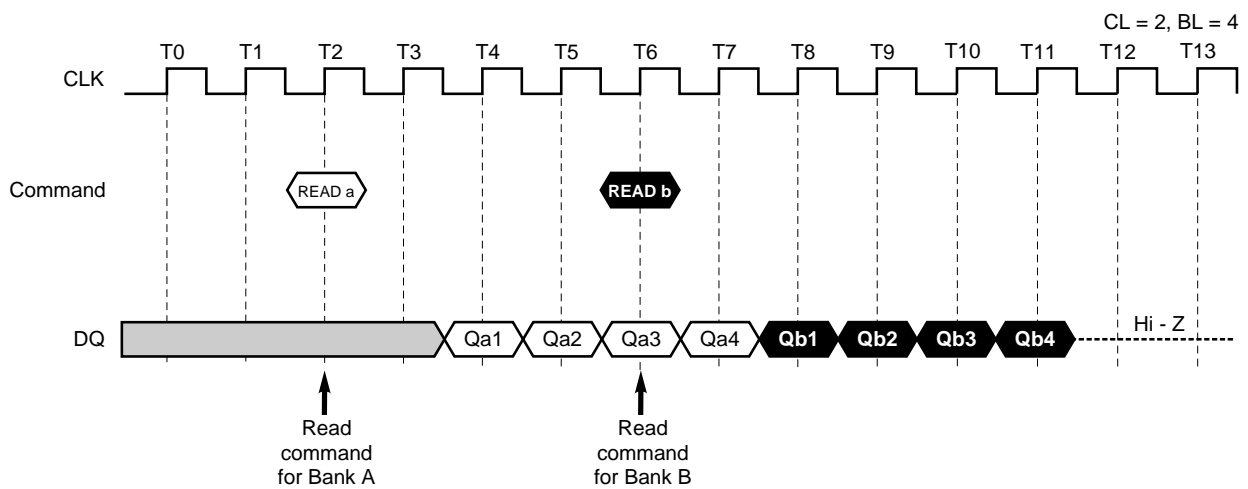 CL = 2, BL = 4
T0 T1 T2 T3 T4 T5 T6 T7 T8 T9 T10 T11 T12 T13
CLK
Command
READ a
READ b
DQ
Qa1 Qa2 Qa3 Qa4 Qb1 Qb2 Qb3 Qb4
Hi - Z
Read
command
for Bank A
Read
command
for Bank B